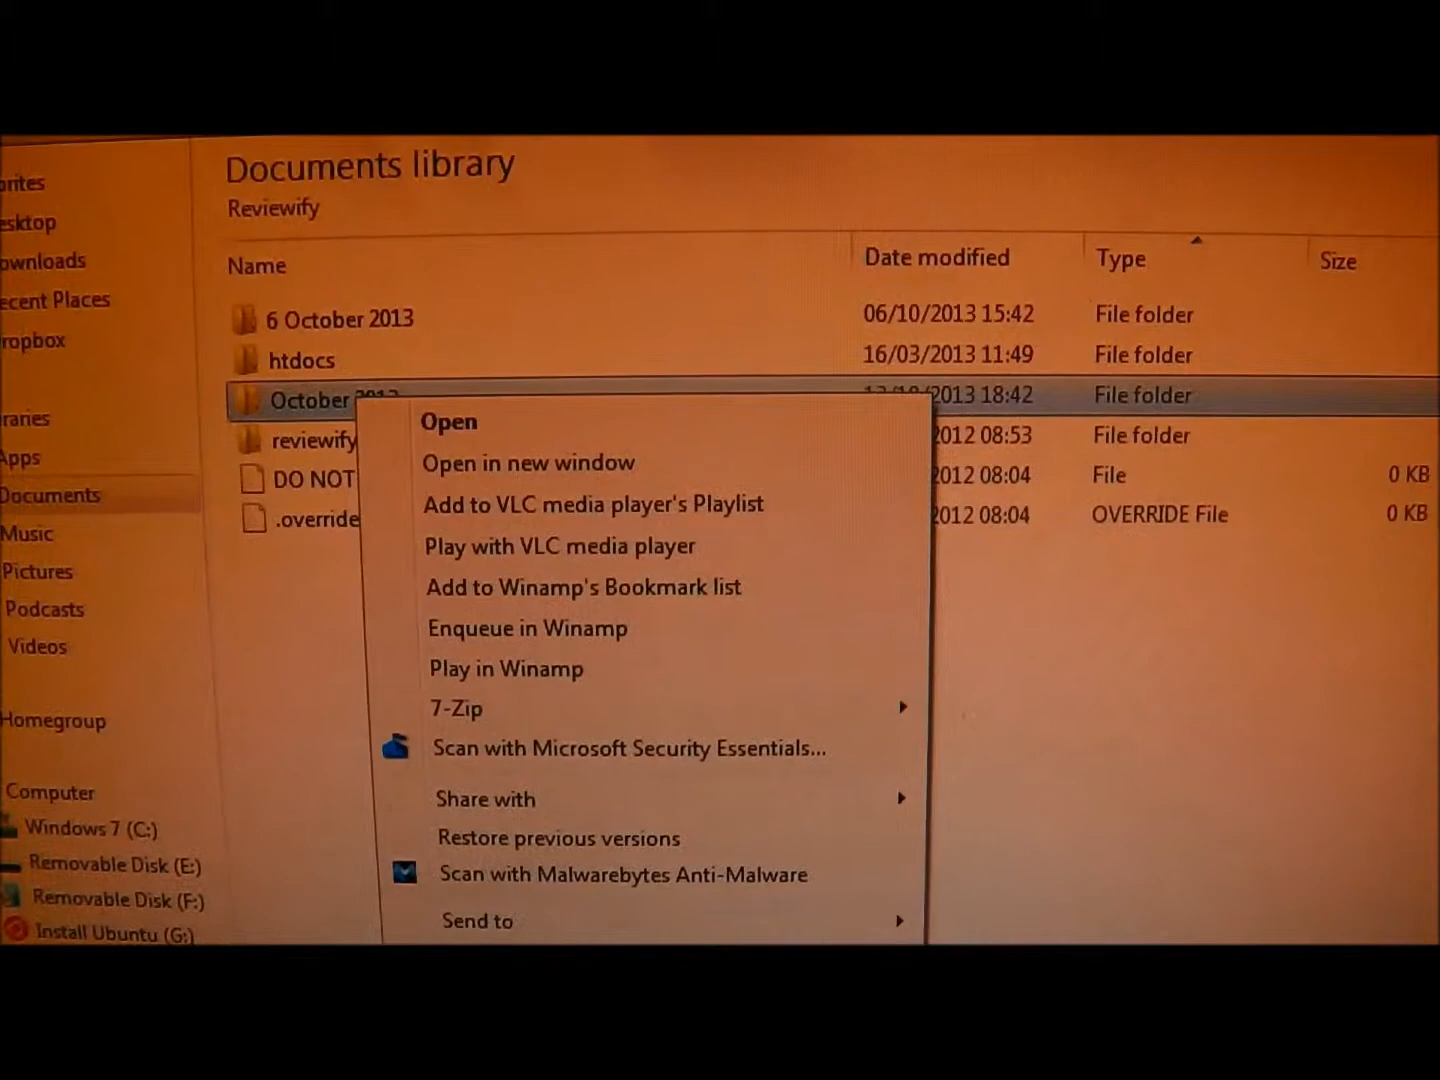 Documents library
Reviewify
Name Date modified Type Size
6 October 2013 06/10/2013 15:42 File folder
htdocs 16/03/2013 11:49 File folder
October 2013 /2013 18:42 File folder
reviewify 2012 08:53 File folder
DO NOT 2012 08:04 File 0 KB
.override 2012 08:04 OVERRIDE File 0 KB
Open
Open in new window
Add to VLC media player's Playlist
Play with VLC media player
Add to Winamp's Bookmark list
Enqueue in Winamp
Play in Winamp
7-Zip
Scan with Microsoft Security Essentials...
Share with
Restore previous versions
Scan with Malwarebytes Anti-Malware
Send to
orites
esktop
ownloads
ecent Places
ropbox
raries
Apps
Documents
Music
Pictures
Podcasts
Videos
Homegroup
Computer
Windows 7 (C:)
Removable Disk (E:)
Removable Disk (F:)
Install Ubuntu (G:)